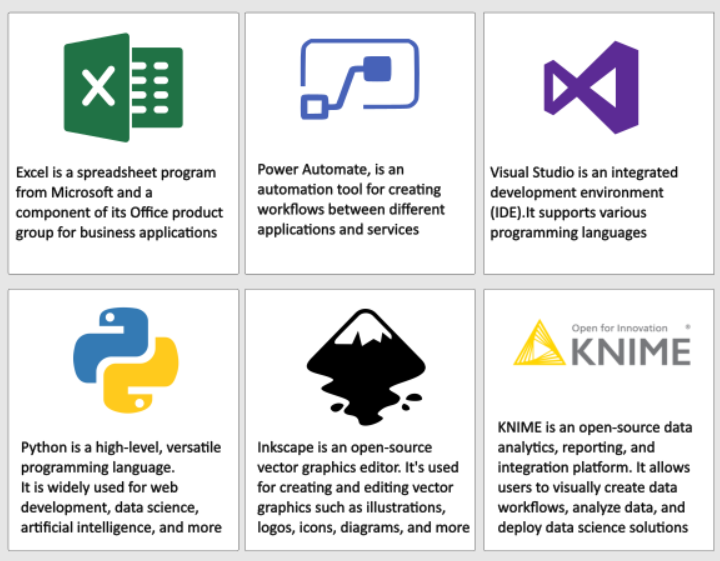 X
Excel is a spreadsheet program
from Microsoft and a
component of its Office product
group for business applications
Power Automate, is an
automation tool for creating
workflows between different
applications and services
Visual Studio is an integrated
development environment
(IDE).It supports various
programming languages
Python is a high-level, versatile
programming language.
It is widely used for web
development, data science,
artificial intelligence, and more
Inkscape is an open-source
vector graphics editor. It's used
for creating and editing vector
graphics such as illustrations,
logos, icons, diagrams, and more
Open for Innovation ®
KNIME
KNIME is an open-source data
analytics, reporting, and
integration platform. It allows
users to visually create data
workflows, analyze data, and
deploy data science solutions